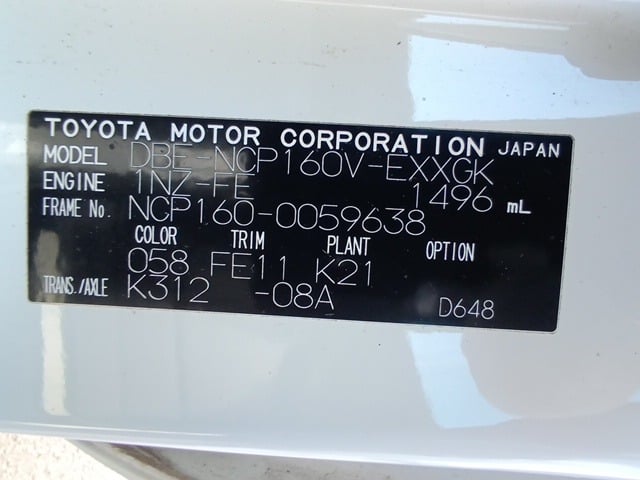 TOYOTA MOTOR CORPORATION JAPAN
MODEL DBE-NCP160V-EXXGK
ENGINE 1NZ-FE 1496 mL
FRAME No. NCP160-0059638
COLOR TRIM PLANT OPTION
058 FE11 K21
TRANS./AXLE K312 -08A D648